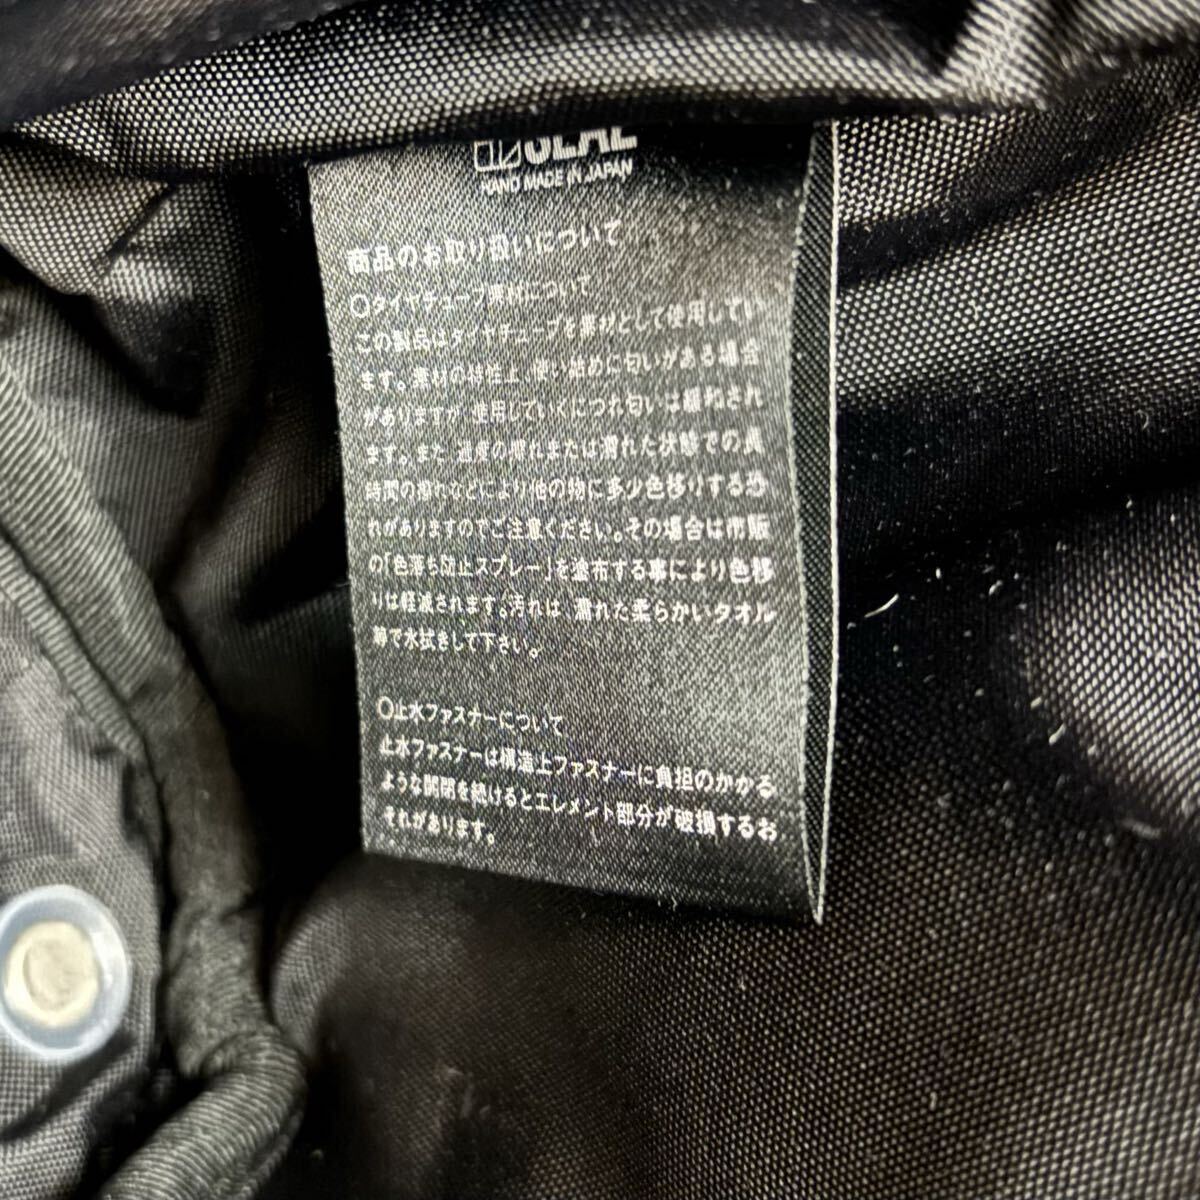 SEAL
HAND MADE IN JAPAN
商品のお取り扱いについて
○タイヤチューブ素材について
この製品はタイヤチューブを素材として使用してい
ます。素材の特性上、使い始めに匂いがある場合
がありますが、使用していくにつれ匂いは緩和され
ます。また、過度の擦れまたは濡れた状態での長
時間の擦れなどにより他の物に多少色移りする恐
れがありますのでご注意ください。その場合は市販
の「色落ち防止スプレー」を塗布する事により色移
りは軽減されます。汚れは、濡れた柔らかいタオル
等で水拭きして下さい。
○止水ファスナーについて
止水ファスナーは構造上ファスナーに負担のかかる
ような開閉を続けるとエレメント部分が破損するお
それがあります。